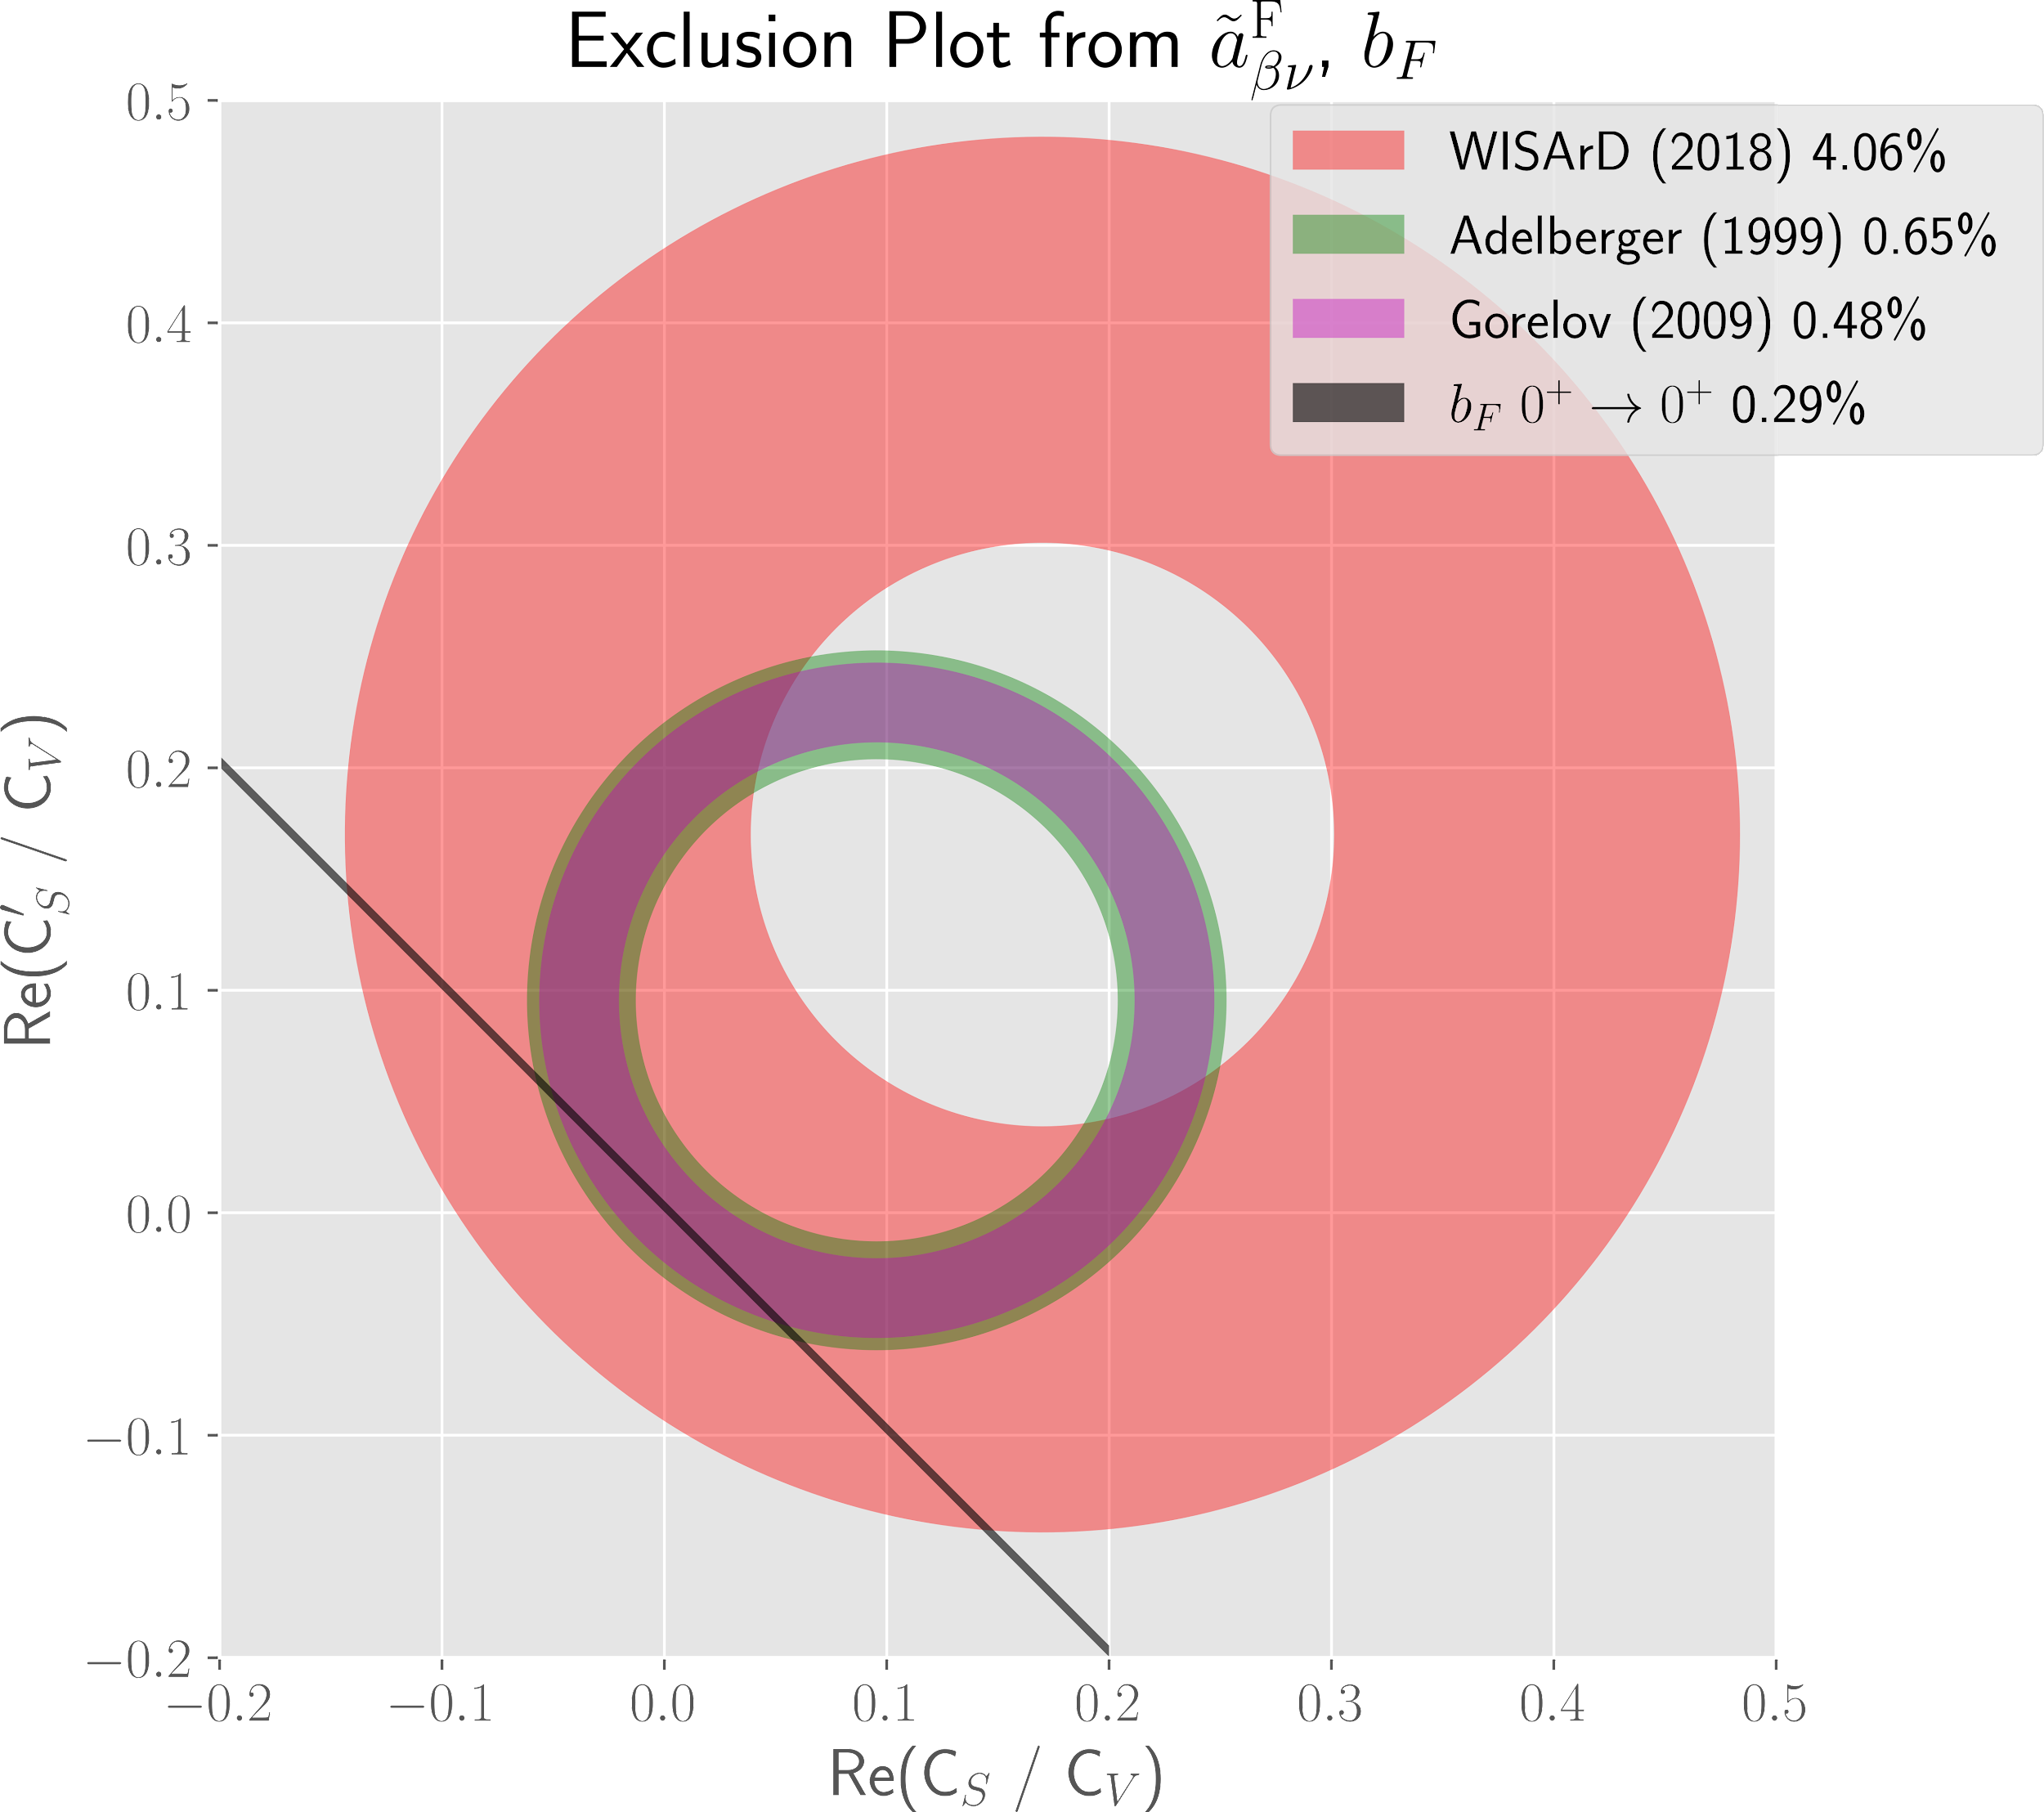 Exclusion Plot from ã^F_βν, b_F
WISArD (2018) 4.06%
Adelberger (1999) 0.65%
Gorelov (2009) 0.48%
b_F 0⁺ → 0⁺ 0.29%
0.5
0.4
0.3
0.2
0.1
0.0
−0.1
−0.2
Re(C'_S / C_V)
−0.2 −0.1 0.0 0.1 0.2 0.3 0.4 0.5
Re(C_S / C_V)